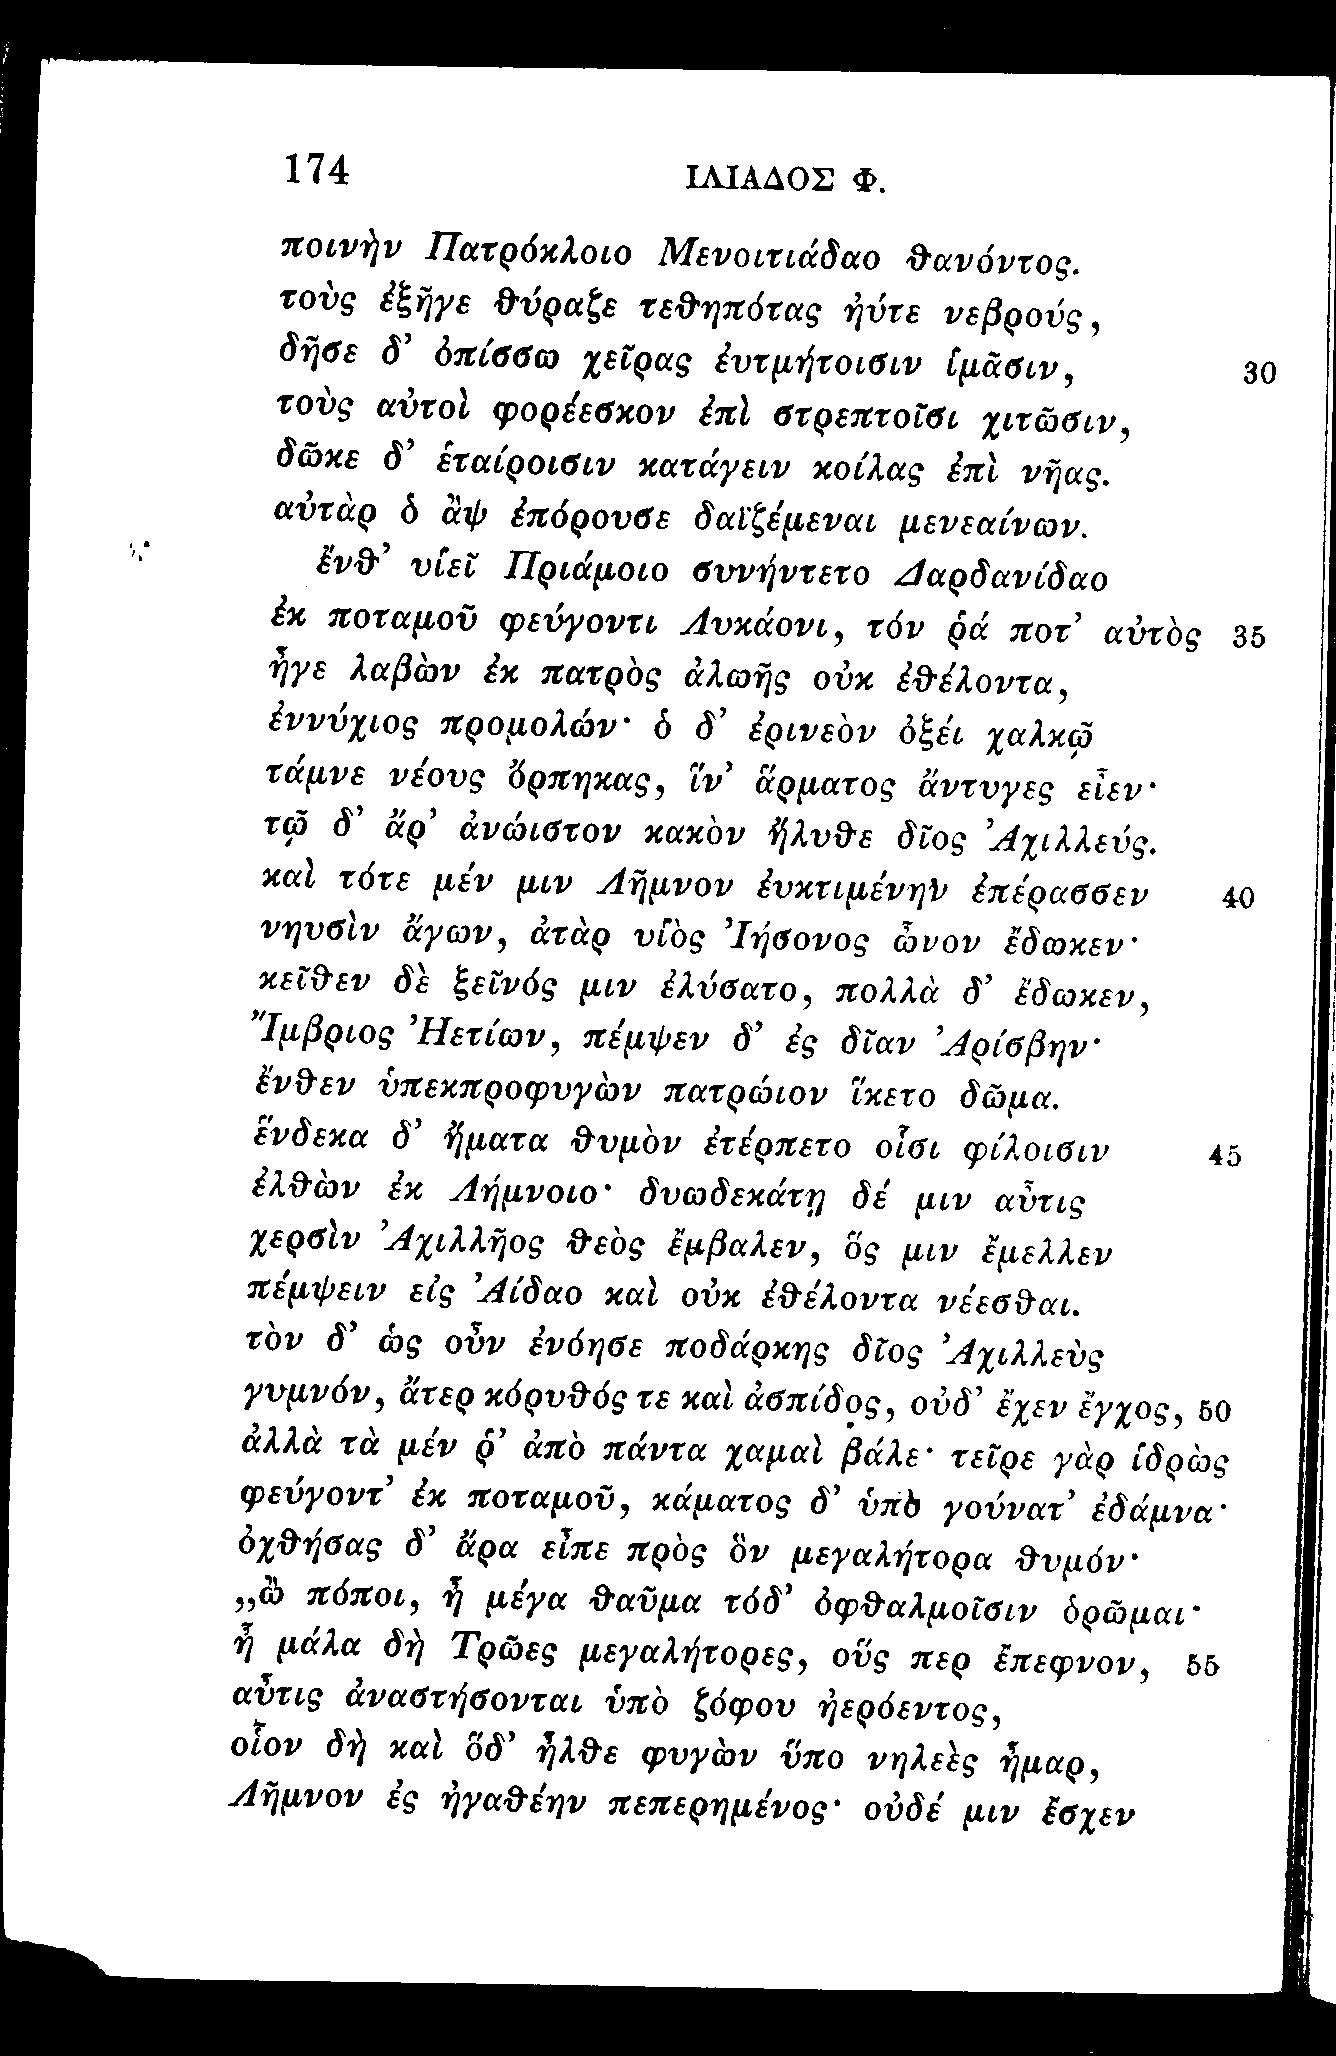 174 ΙΛΙΑΔΟΣ Φ.
ποινὴν Πατρόκλοιο Μενοιτιάδαο θανόντος.
τοὺς ἐξῆγε θύραζε τεθηπότας ἠύτε νεβρούς,
δῆσε δ’ ὀπίσσω χεῖρας ἐυτμήτοισιν ἱμᾶσιν, 30
τοὺς αὐτοὶ φορέεσκον ἐπὶ στρεπτοῖσι χιτῶσιν,
δῶκε δ’ ἑταίροισιν κατάγειν κοίλας ἐπὶ νῆας.
αὐτὰρ ὁ ἂψ ἐπόρουσε δαϊζέμεναι μενεαίνων.
ἔνθ’ υἱεῖ Πριάμοιο συνήντετο Δαρδανίδαο
ἐκ ποταμοῦ φεύγοντι Λυκάονι, τόν ῥά ποτ’ αὐτὸς 35
ἦγε λαβὼν ἐκ πατρὸς ἀλωῆς οὐκ ἐθέλοντα,
ἐννύχιος προμολών· ὁ δ’ ἐρινεὸν ὀξέι χαλκῷ
τάμνε νέους ὄρπηκας, ἵν’ ἅρματος ἄντυγες εἶεν·
τῷ δ’ ἄρ’ ἀνώιστον κακὸν ἤλυθε δῖος Ἀχιλλεύς.
καὶ τότε μέν μιν Λῆμνον ἐυκτιμένην ἐπέρασσεν 40
νηυσὶν ἄγων, ἀτὰρ υἱὸς Ἰήσονος ὦνον ἔδωκεν·
κεῖθεν δὲ ξεῖνός μιν ἐλύσατο, πολλὰ δ’ ἔδωκεν,
Ἴμβριος Ἠετίων, πέμψεν δ’ ἐς δῖαν Ἀρίσβην·
ἔνθεν ὑπεκπροφυγὼν πατρώιον ἵκετο δῶμα.
ἕνδεκα δ’ ἤματα θυμὸν ἐτέρπετο οἷσι φίλοισιν 45
ἐλθὼν ἐκ Λήμνοιο· δυωδεκάτῃ δέ μιν αὖτις
χερσὶν Ἀχιλλῆος θεὸς ἔμβαλεν, ὅς μιν ἔμελλεν
πέμψειν εἰς Ἀίδαο καὶ οὐκ ἐθέλοντα νέεσθαι.
τὸν δ’ ὡς οὖν ἐνόησε ποδάρκης δῖος Ἀχιλλεὺς
γυμνόν, ἄτερ κόρυθός τε καὶ ἀσπίδος, οὐδ’ ἔχεν ἔγχος, 50
ἀλλὰ τὰ μέν ῥ’ ἀπὸ πάντα χαμαὶ βάλε· τεῖρε γὰρ ἱδρὼς
φεύγοντ’ ἐκ ποταμοῦ, κάματος δ’ ὑπὸ γούνατ’ ἐδάμνα·
ὀχθήσας δ’ ἄρα εἶπε πρὸς ὃν μεγαλήτορα θυμόν·
„ὢ πόποι, ἦ μέγα θαῦμα τόδ’ ὀφθαλμοῖσιν ὁρῶμαι·
ἦ μάλα δὴ Τρῶες μεγαλήτορες, οὕς περ ἔπεφνον, 55
αὖτις ἀναστήσονται ὑπὸ ζόφου ἠερόεντος,
οἷον δὴ καὶ ὅδ’ ἦλθε φυγὼν ὕπο νηλεὲς ἦμαρ,
Λῆμνον ἐς ἠγαθέην πεπερημένος· οὐδέ μιν ἔσχεν